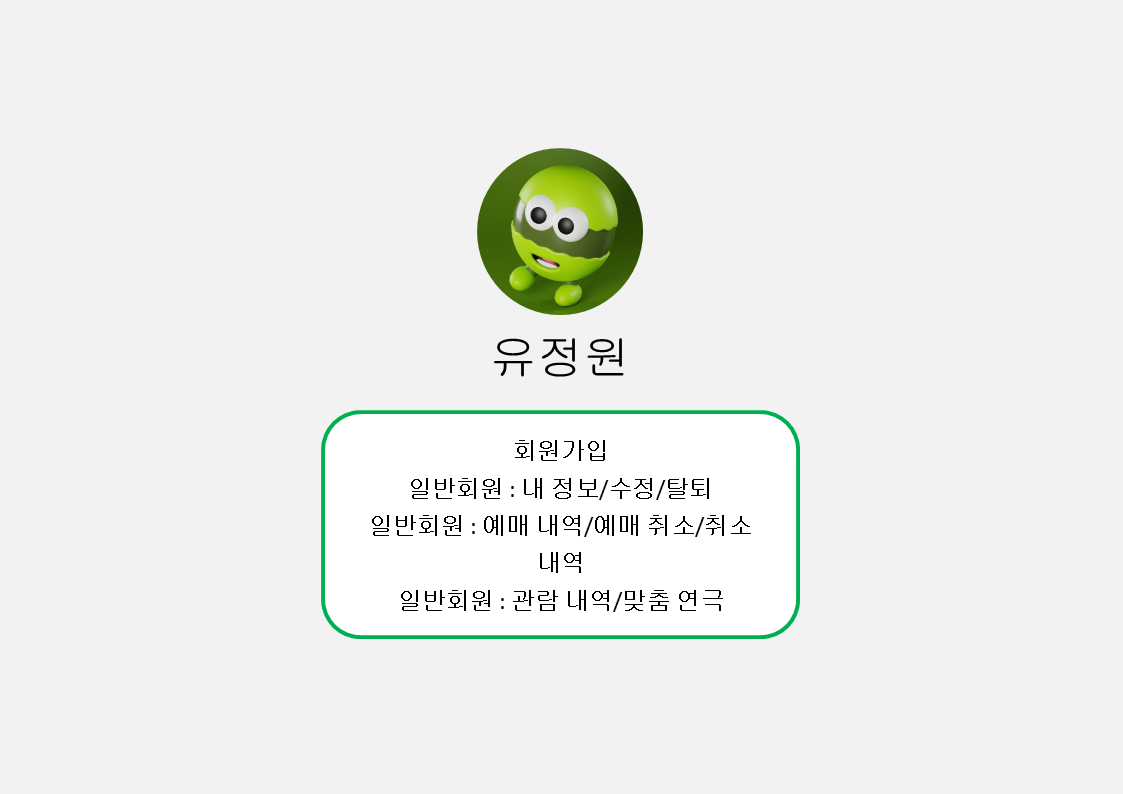 유정원
회원가입
일반회원 : 내 정보/수정/탈퇴
일반회원 : 예매 내역/예매 취소/취소
내역
일반회원 : 관람 내역/맞춤 연극